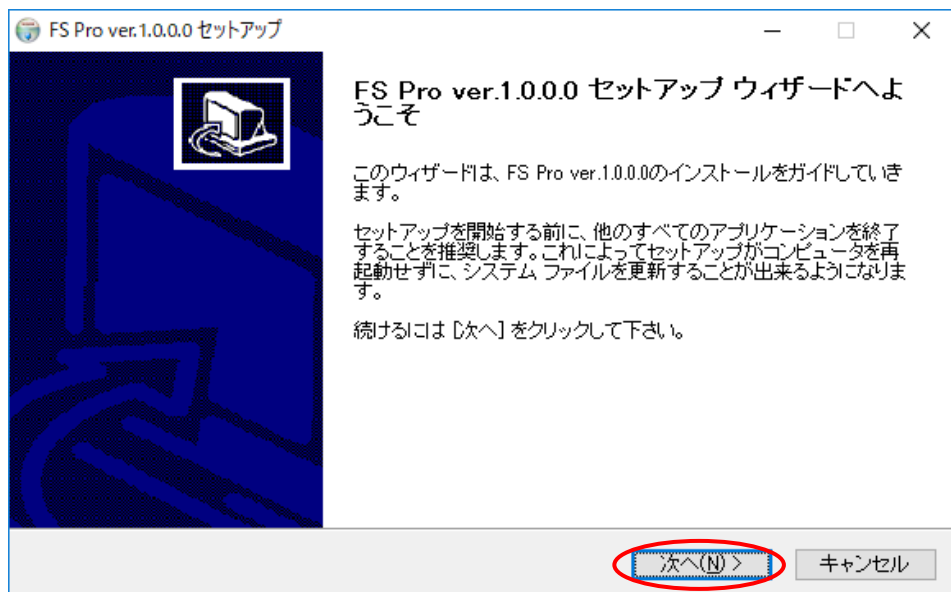 FS Pro ver.1.0.0.0 セットアップ
FS Pro ver.1.0.0.0 セットアップ ウィザードへよ
うこそ
このウィザードは、FS Pro ver.1.0.0.0のインストールをガイドしていき
ます。
セットアップを開始する前に、他のすべてのアプリケーションを終了
することを推奨します。これによってセットアップがコンピュータを再
起動せずに、システム ファイルを更新することが出来るようになりま
す。
続けるには [次へ] をクリックして下さい。
次へ(N) >
キャンセル